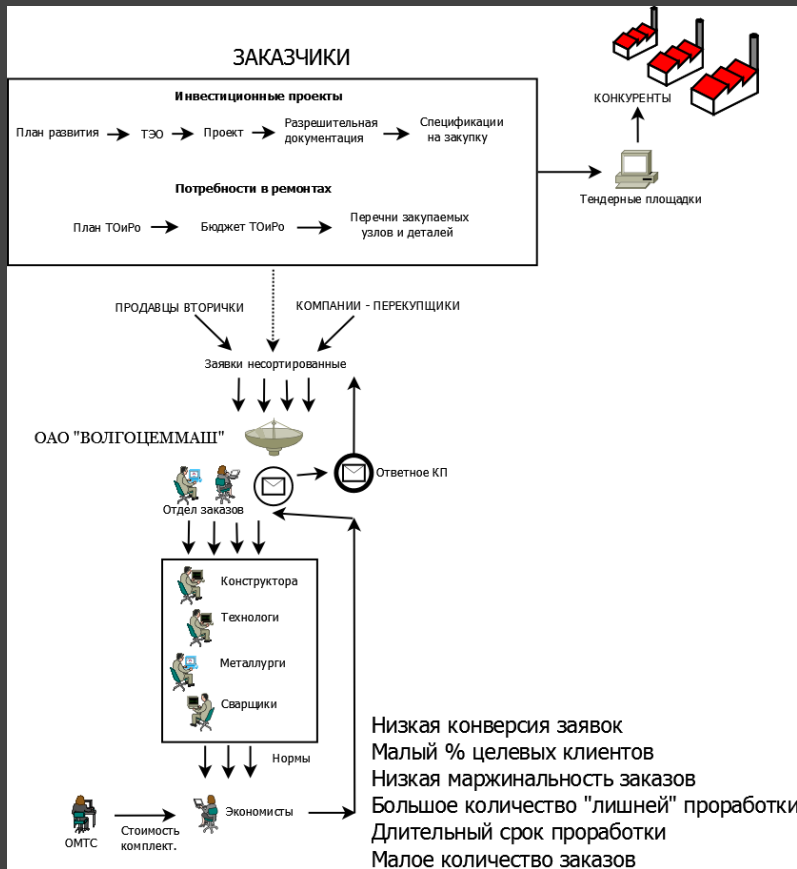 ЗАКАЗЧИКИ
Инвестиционные проекты
План развития
ТЭО
Проект
Разрешительная
документация
Спецификации
на закупку
Потребности в ремонтах
План ТОиРо
Бюджет ТОиРо
Перечни закупаемых
узлов и деталей
КОНКУРЕНТЫ
Тендерные площадки
ПРОДАВЦЫ ВТОРИЧКИ
КОМПАНИИ - ПЕРЕКУПЩИКИ
Заявки несортированные
ОАО "ВОЛГОЦЕММАШ"
Ответное КП
Отдел заказов
Конструктора
Технологи
Металлурги
Сварщики
Нормы
ОМТС
Стоимость
комплект.
Экономисты
Низкая конверсия заявок
Малый % целевых клиентов
Низкая маржинальность заказов
Большое количество "лишней" проработки
Длительный срок проработки
Малое количество заказов